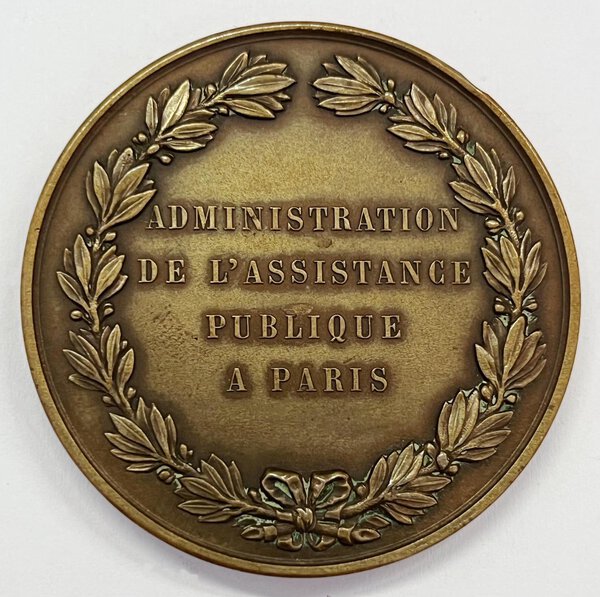 ADMINISTRATION
DE L'ASSISTANCE
PUBLIQUE
A PARIS